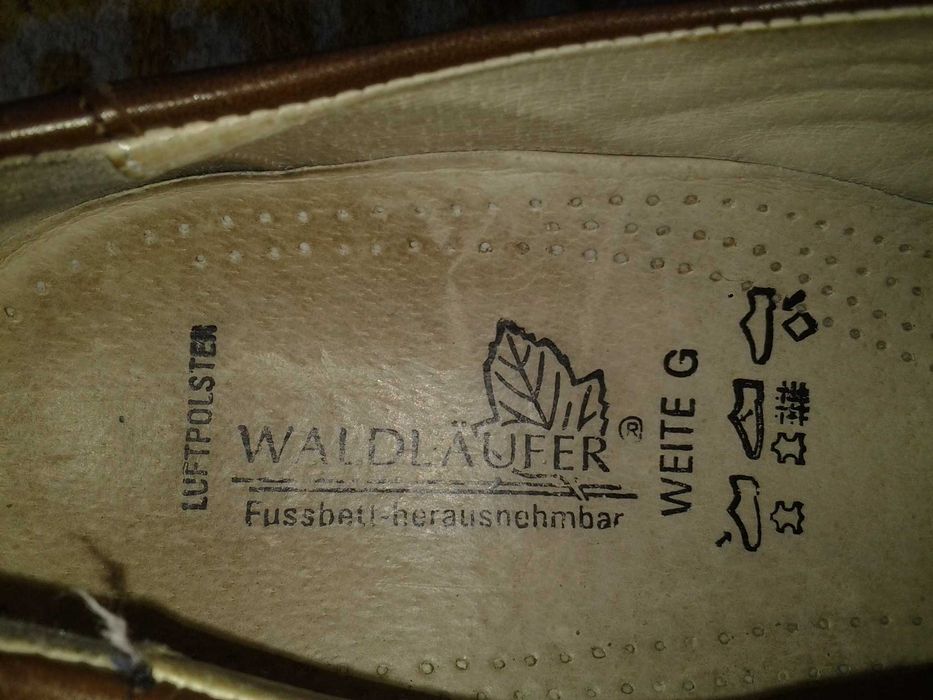 LUFTPOLSTER
WALDLÄUFER®
Fussbett-herausnehmbar
WEITE G